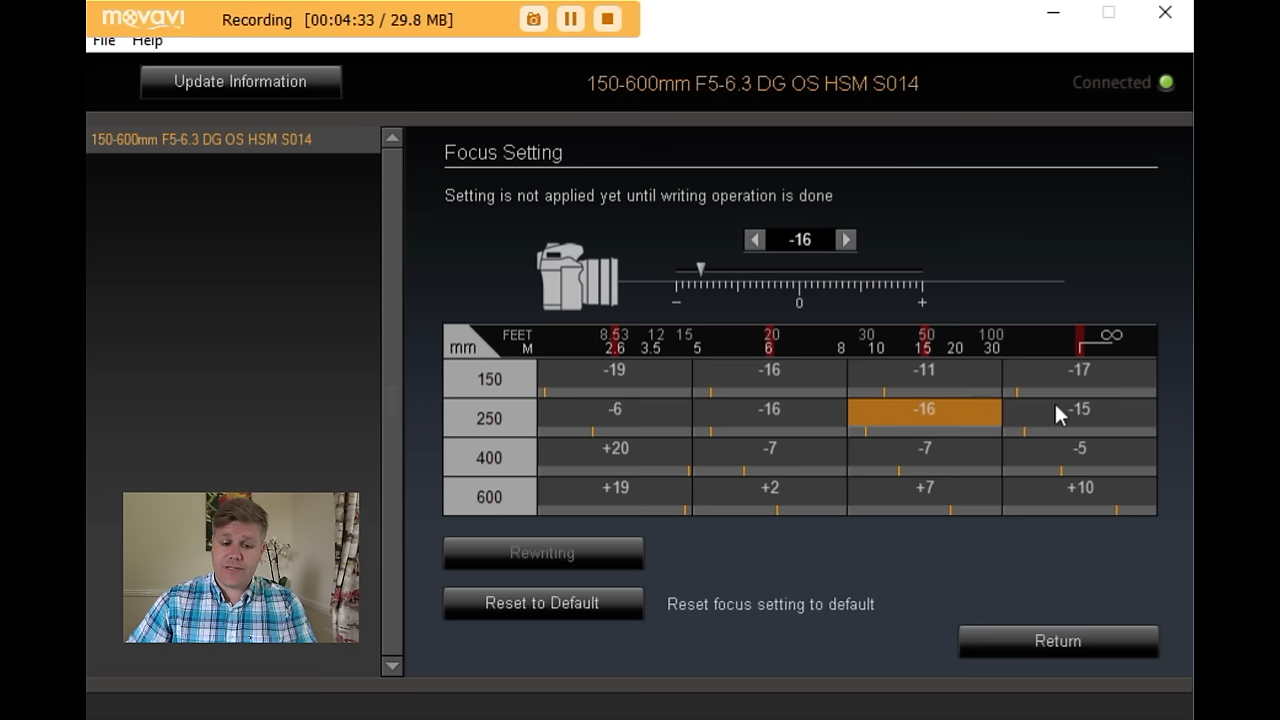 movavi Recording [00:04:33 / 29.8 MB]
File Help
Update Information 150-600mm F5-6.3 DG OS HSM S014 Connected
150-600mm F5-6.3 DG OS HSM S014
Focus Setting
Setting is not applied yet until writing operation is done
-16
− 0 +
FEET 8.53 12 15 20 30 50 100 ∞
mm M 2.6 3.5 5 6 8 10 15 20 30
150 -19 -16 -11 -17
250 -6 -16 -16 -15
400 +20 -7 -7 -5
600 +19 +2 +7 +10
Rewriting
Reset to Default Reset focus setting to default
Return